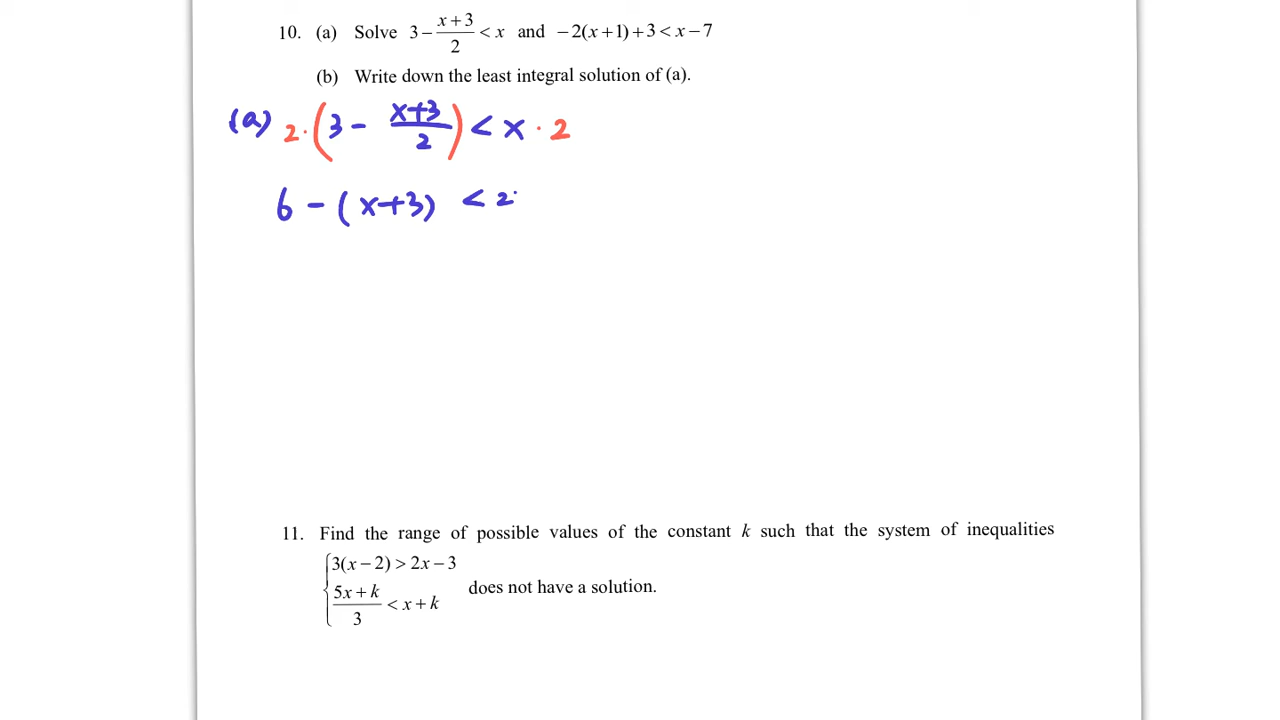 10. (a) Solve 3 − (x+3)/2 < x and −2(x+1)+3 < x−7
(b) Write down the least integral solution of (a).
(a) 2·(3 − (x+3)/2) < x · 2
6 − (x+3) < 2
11. Find the range of possible values of the constant k such that the system of inequalities
{3(x−2) > 2x−3
(5x+k)/3 < x+k does not have a solution.